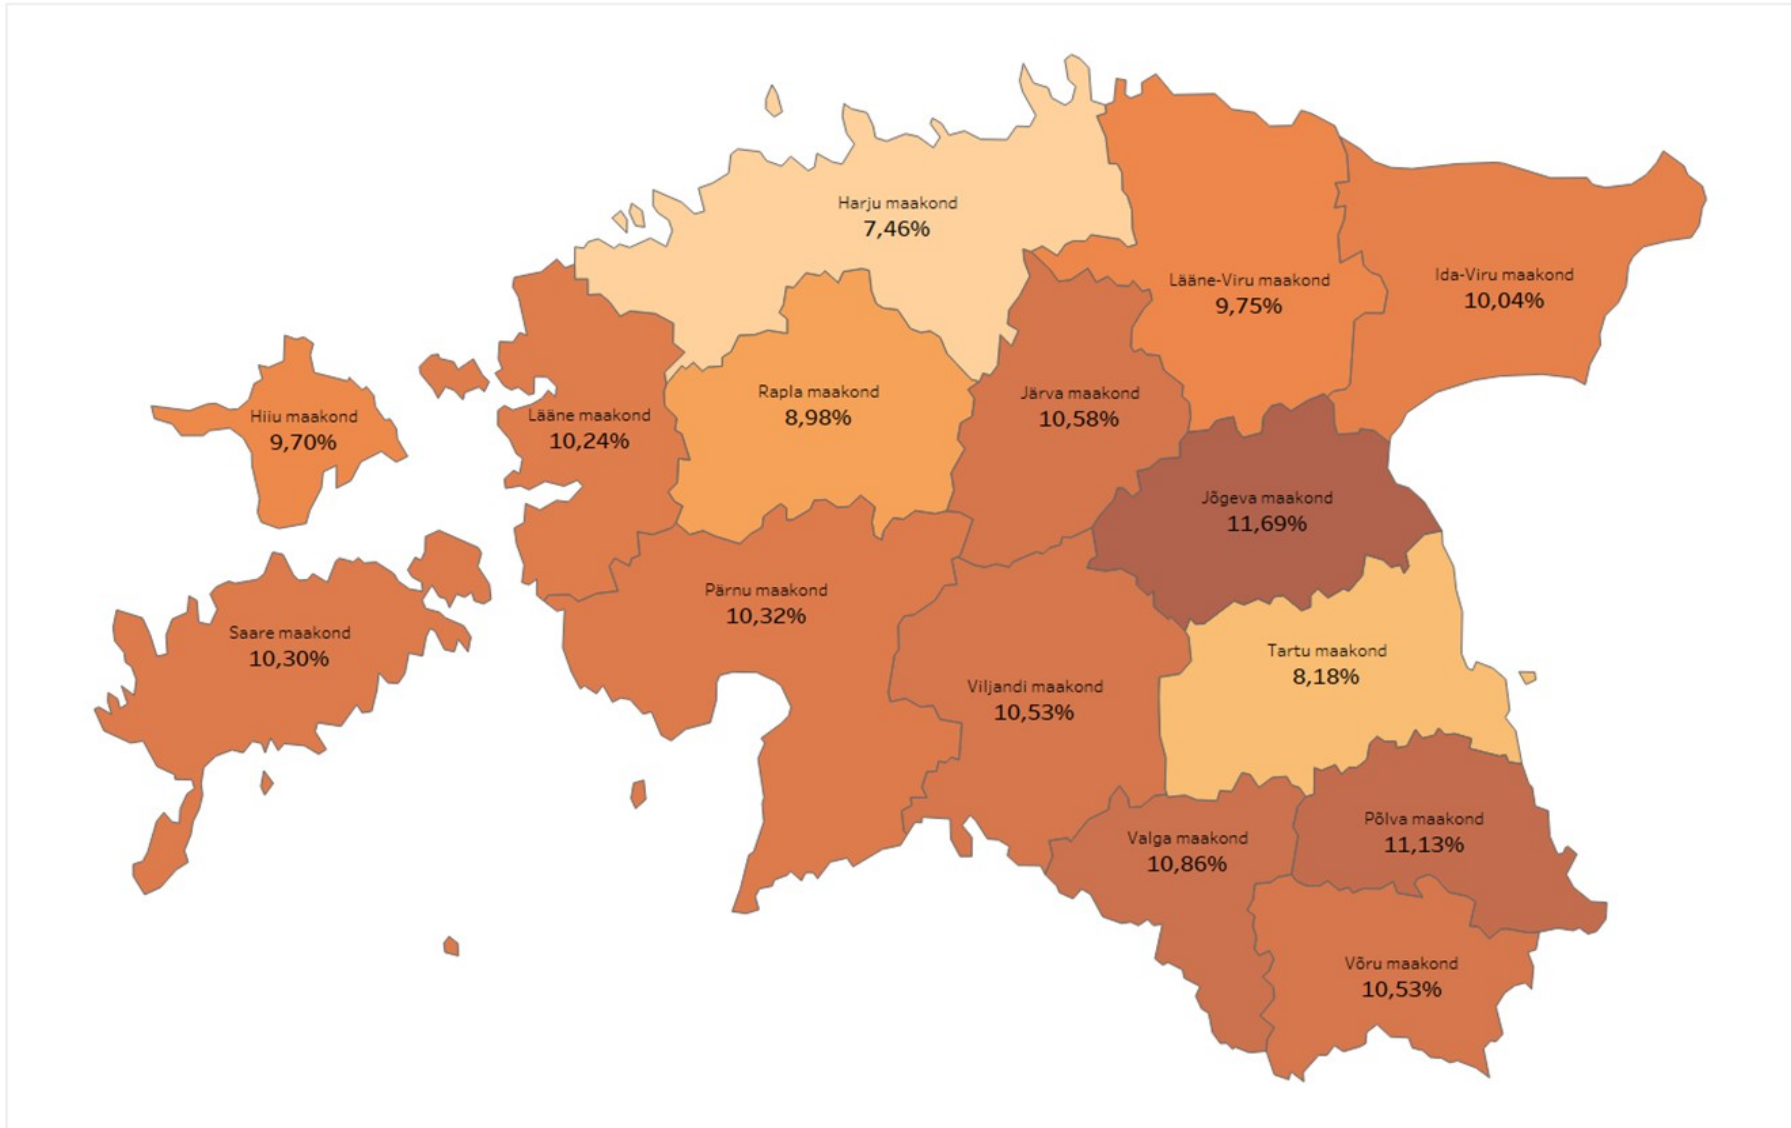 Harju maakond
7,46%
Lääne-Viru maakond
9,75%
Ida-Viru maakond
10,04%
Hiiu maakond
9,70%
Lääne maakond
10,24%
Rapla maakond
8,98%
Järva maakond
10,58%
Jõgeva maakond
11,69%
Saare maakond
10,30%
Pärnu maakond
10,32%
Viljandi maakond
10,53%
Tartu maakond
8,18%
Valga maakond
10,86%
Põlva maakond
11,13%
Võru maakond
10,53%